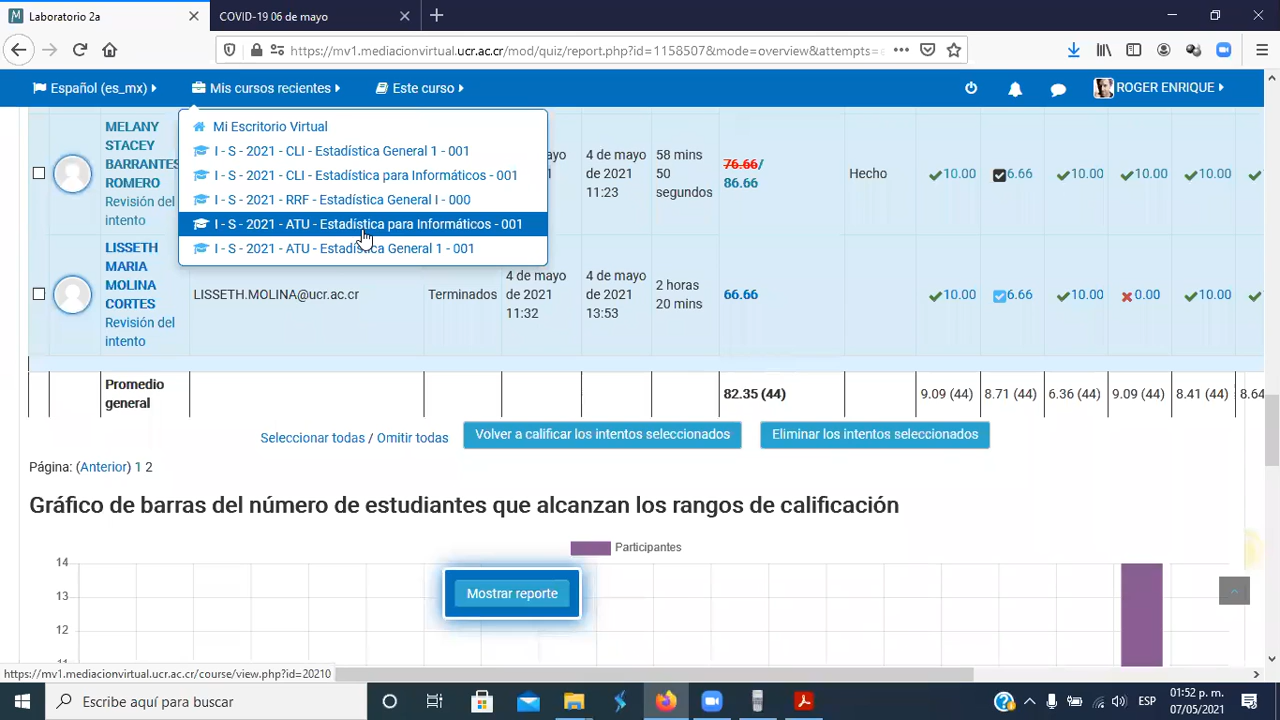 Laboratorio 2a
COVID-19 06 de mayo
https://mv1.mediacionvirtual.ucr.ac.cr/mod/quiz/report.php?id=1158507&mode=overview&attempts=
Español (es_mx)
Mis cursos recientes
Este curso
ROGER ENRIQUE
Mi Escritorio Virtual
I - S - 2021 - CLI - Estadística General 1 - 001
I - S - 2021 - CLI - Estadística para Informáticos - 001
I - S - 2021 - RRF - Estadística General I - 000
I - S - 2021 - ATU - Estadística para Informáticos - 001
I - S - 2021 - ATU - Estadística General 1 - 001
MELANY
STACEY
BARRANTES
ROMERO
Revisión del
intento
ayo
4 de mayo
de 2021
11:23
58 mins
50
segundos
76.66/
86.66
Hecho
10.00
6.66
10.00
10.00
10.00
LISSETH
MARIA
MOLINA
CORTES
Revisión del
intento
LISSETH.MOLINA@ucr.ac.cr
Terminados
4 de mayo
de 2021
11:32
4 de mayo
de 2021
13:53
2 horas
20 mins
66.66
10.00
6.66
10.00
0.00
10.00
Promedio
general
82.35 (44)
9.09 (44)
8.71 (44)
6.36 (44)
9.09 (44)
8.41 (44)
8.64
Seleccionar todas / Omitir todas
Volver a calificar los intentos seleccionados
Eliminar los intentos seleccionados
Página: (Anterior) 1 2
Gráfico de barras del número de estudiantes que alcanzan los rangos de calificación
Participantes
14
13
12
Mostrar reporte
https://mv1.mediacionvirtual.ucr.ac.cr/course/view.php?id=20210
Escribe aquí para buscar
ESP
01:52 p. m.
07/05/2021